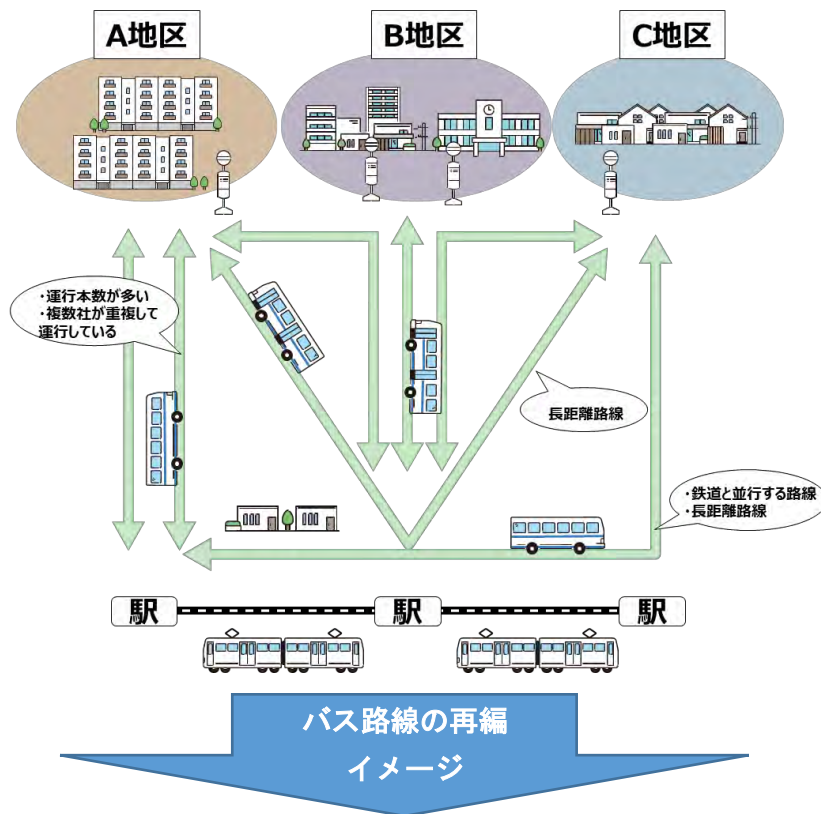 A地区
B地区
C地区
・運行本数が多い
・複数社が重複して
運行している
長距離路線
・鉄道と並行する路線
・長距離路線
駅
駅
駅
バス路線の再編
イメージ